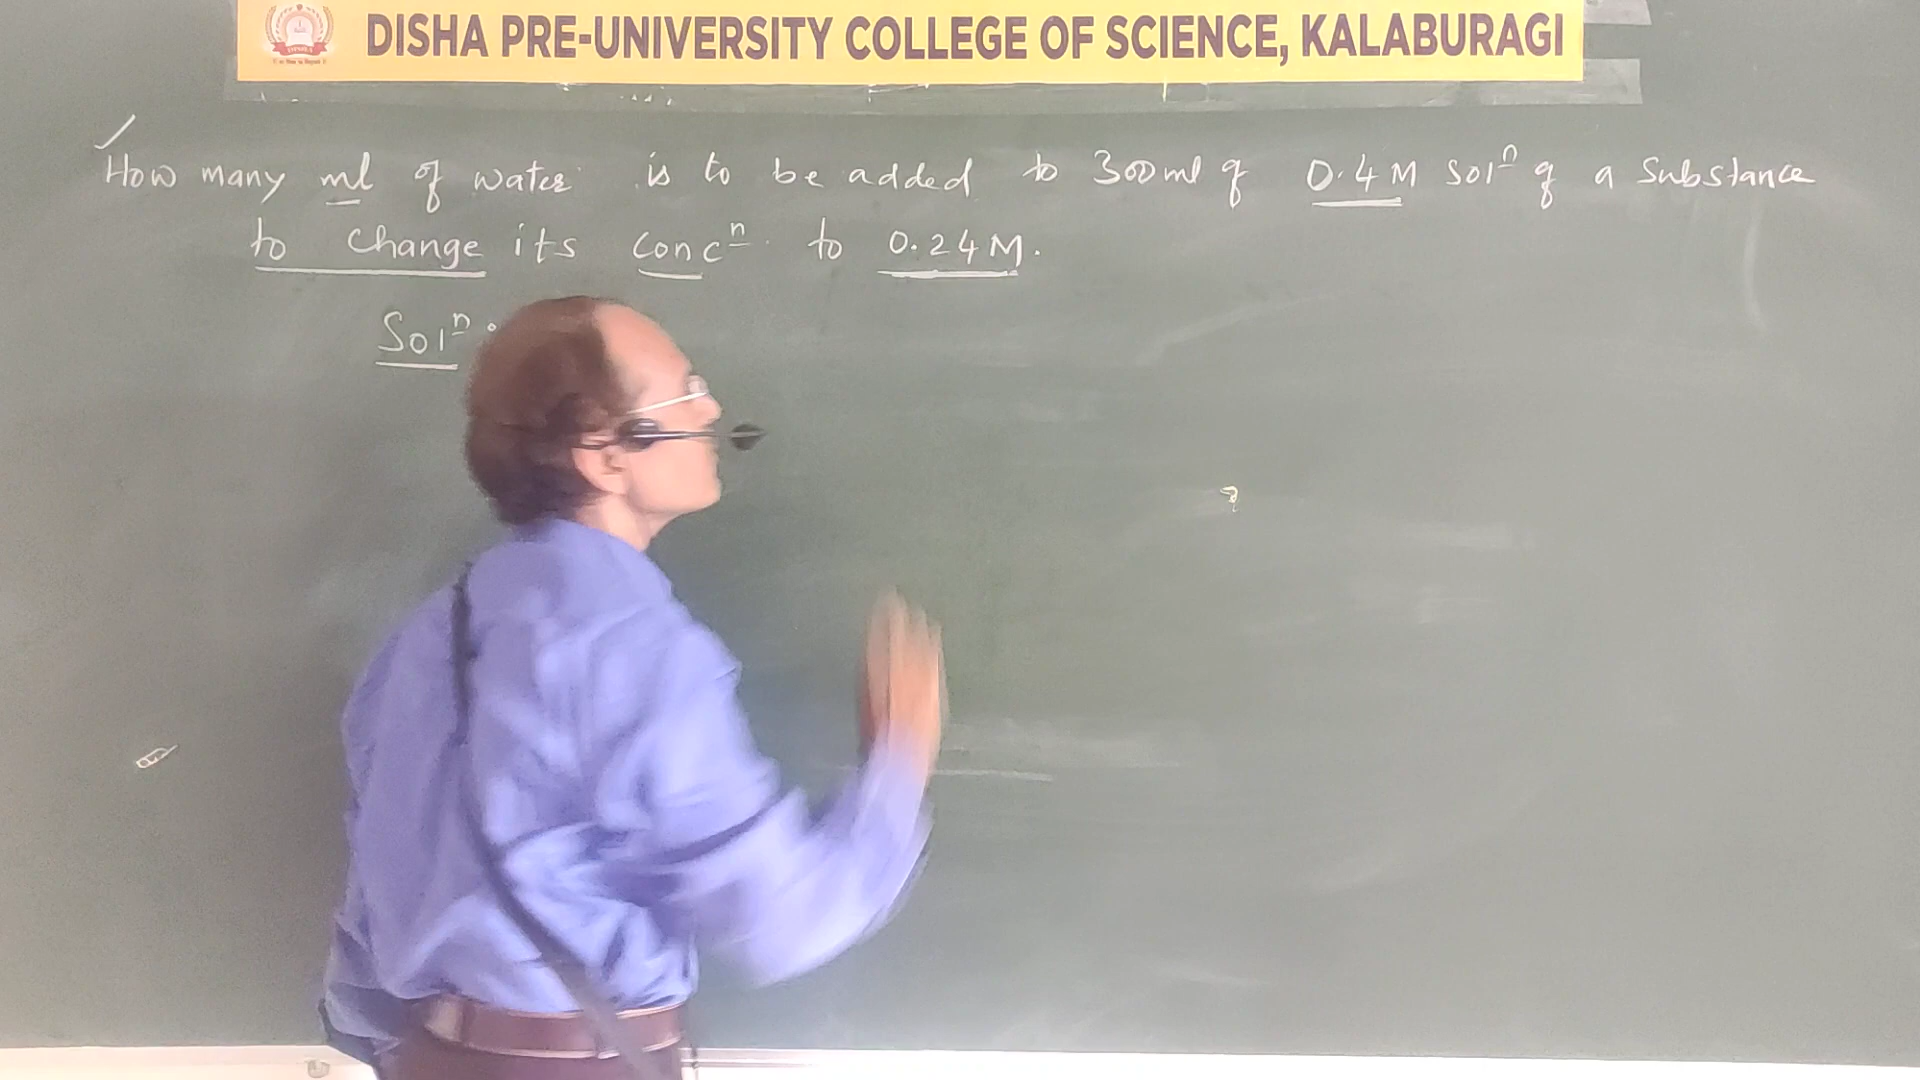 DISHA PRE-UNIVERSITY COLLEGE OF SCIENCE, KALABURAGI
How many ml of water is to be added to 300ml of 0.4M Solⁿ of a Substance
to change its concⁿ. to 0.24M.
Solⁿ: